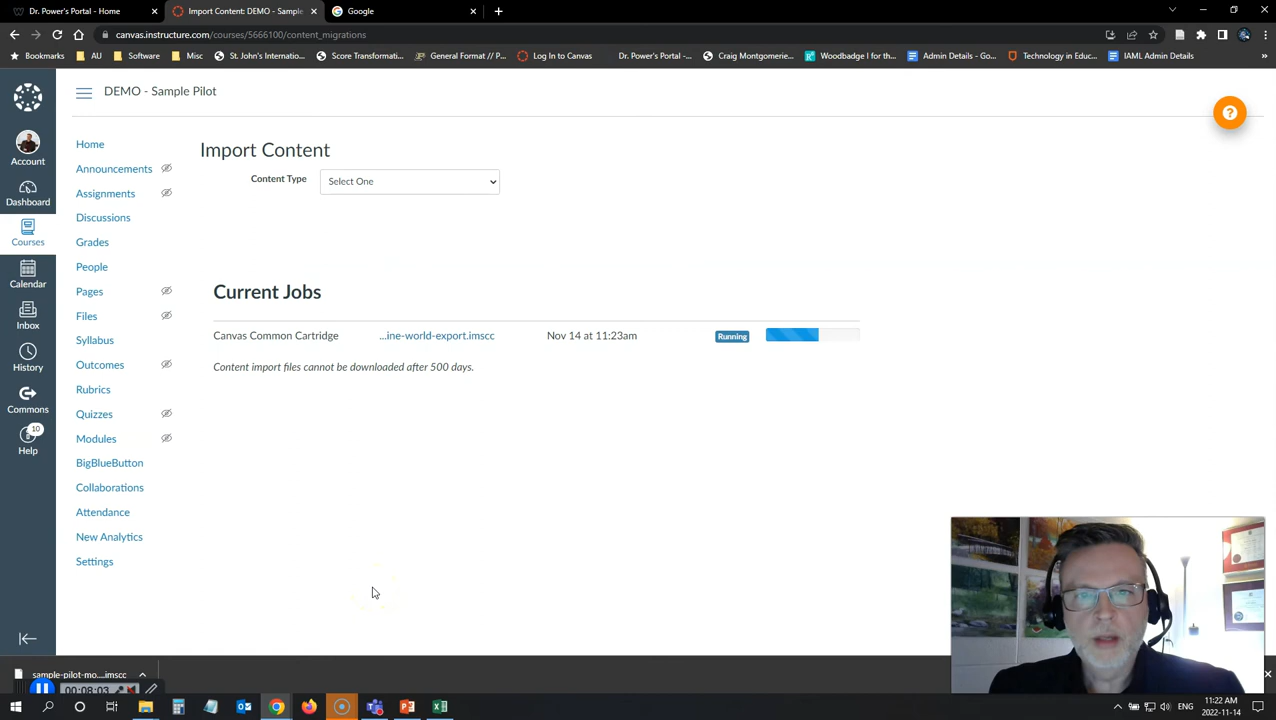 Dr. Power's Portal - Home
Import Content: DEMO - Sample
Google
canvas.instructure.com/courses/5666100/content_migrations
Bookmarks
AU
Software
Misc
St. John's Internatio...
Score Transformati...
General Format // P...
Log In to Canvas
Dr. Power's Portal -...
Craig Montgomerie...
Woodbadge I for th...
Admin Details - Go...
Technology in Educ...
IAML Admin Details
»
DEMO - Sample Pilot
Account
Dashboard
Courses
Calendar
Inbox
History
Commons
10
Help
Home
Announcements
Assignments
Discussions
Grades
People
Pages
Files
Syllabus
Outcomes
Rubrics
Quizzes
Modules
BigBlueButton
Collaborations
Attendance
New Analytics
Settings
Import Content
Content Type
Select One
Current Jobs
Canvas Common Cartridge ...ine-world-export.imscc Nov 14 at 11:23am Running
Content import files cannot be downloaded after 500 days.
sample-pilot-mo....imscc
00:08:03
ENG
11:22 AM
2022-11-14